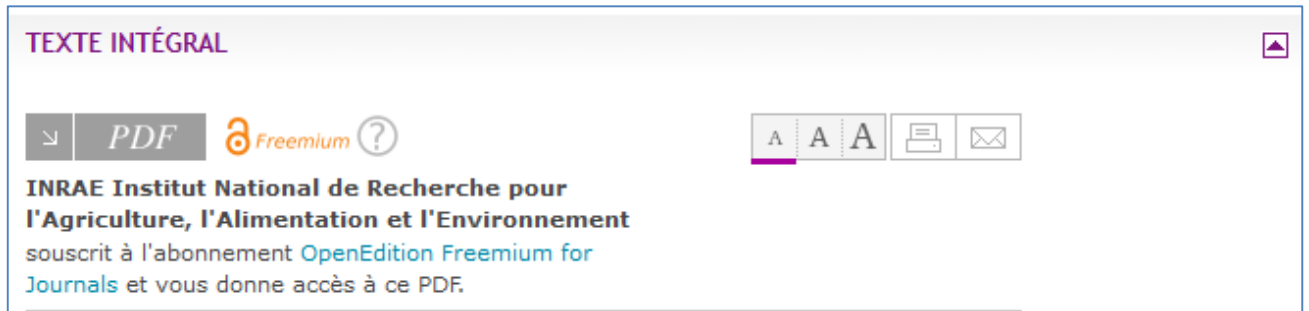 TEXTE INTÉGRAL
PDF Freemium ? A A A
INRAE Institut National de Recherche pour
l'Agriculture, l'Alimentation et l'Environnement
souscrit à l'abonnement OpenEdition Freemium for
Journals et vous donne accès à ce PDF.